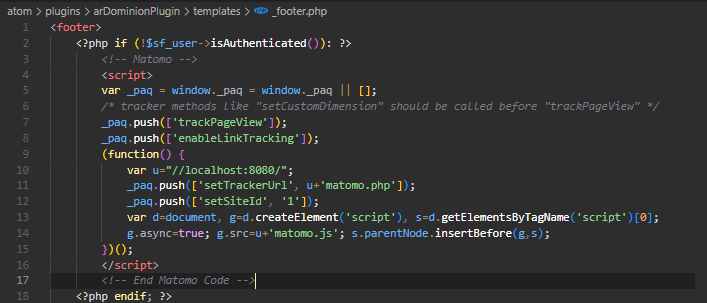 atom > plugins > arDominionPlugin > templates > _footer.php
1 <footer>
2 <?php if (!$sf_user->isAuthenticated()): ?>
3 <!-- Matomo -->
4 <script>
5 var _paq = window._paq = window._paq || [];
6 /* tracker methods like "setCustomDimension" should be called before "trackPageView" */
7 _paq.push(['trackPageView']);
8 _paq.push(['enableLinkTracking']);
9 (function() {
10 var u="//localhost:8080/";
11 _paq.push(['setTrackerUrl', u+'matomo.php']);
12 _paq.push(['setSiteId', '1']);
13 var d=document, g=d.createElement('script'), s=d.getElementsByTagName('script')[0];
14 g.async=true; g.src=u+'matomo.js'; s.parentNode.insertBefore(g,s);
15 })();
16 </script>
17 <!-- End Matomo Code -->
18 <?php endif; ?>